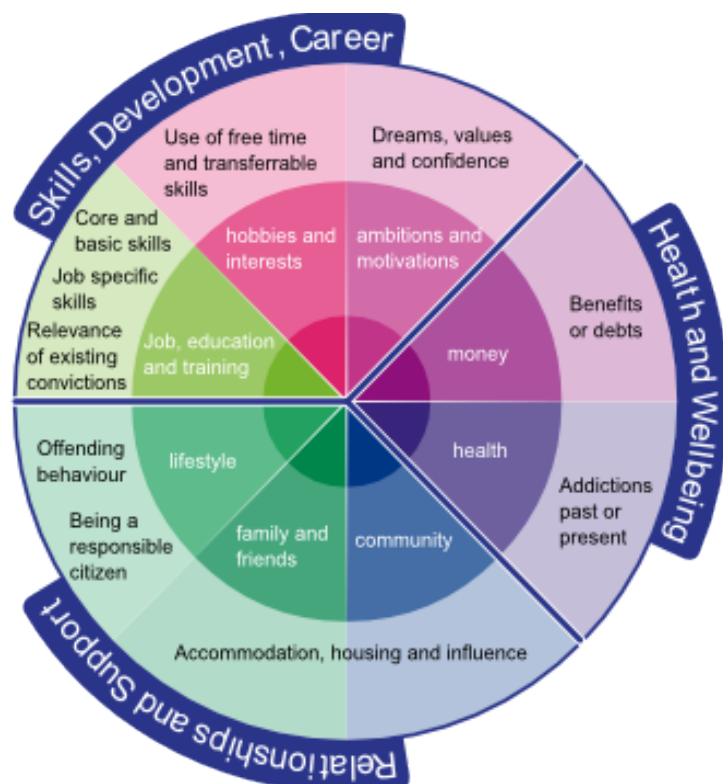 Skills, Development, Career
Use of free time
and transferrable
skills
Dreams, values
and confidence
Core and
basic skills
Job specific
skills
Relevance
of existing
convictions
hobbies and
interests
ambitions and
motivations
Job, education
and training
money
Benefits
or debts
Health and Wellbeing
health
Addictions
past or
present
lifestyle
Offending
behaviour
Being a
responsible
citizen
family and
friends
community
Accommodation, housing and influence
Relationships and Support